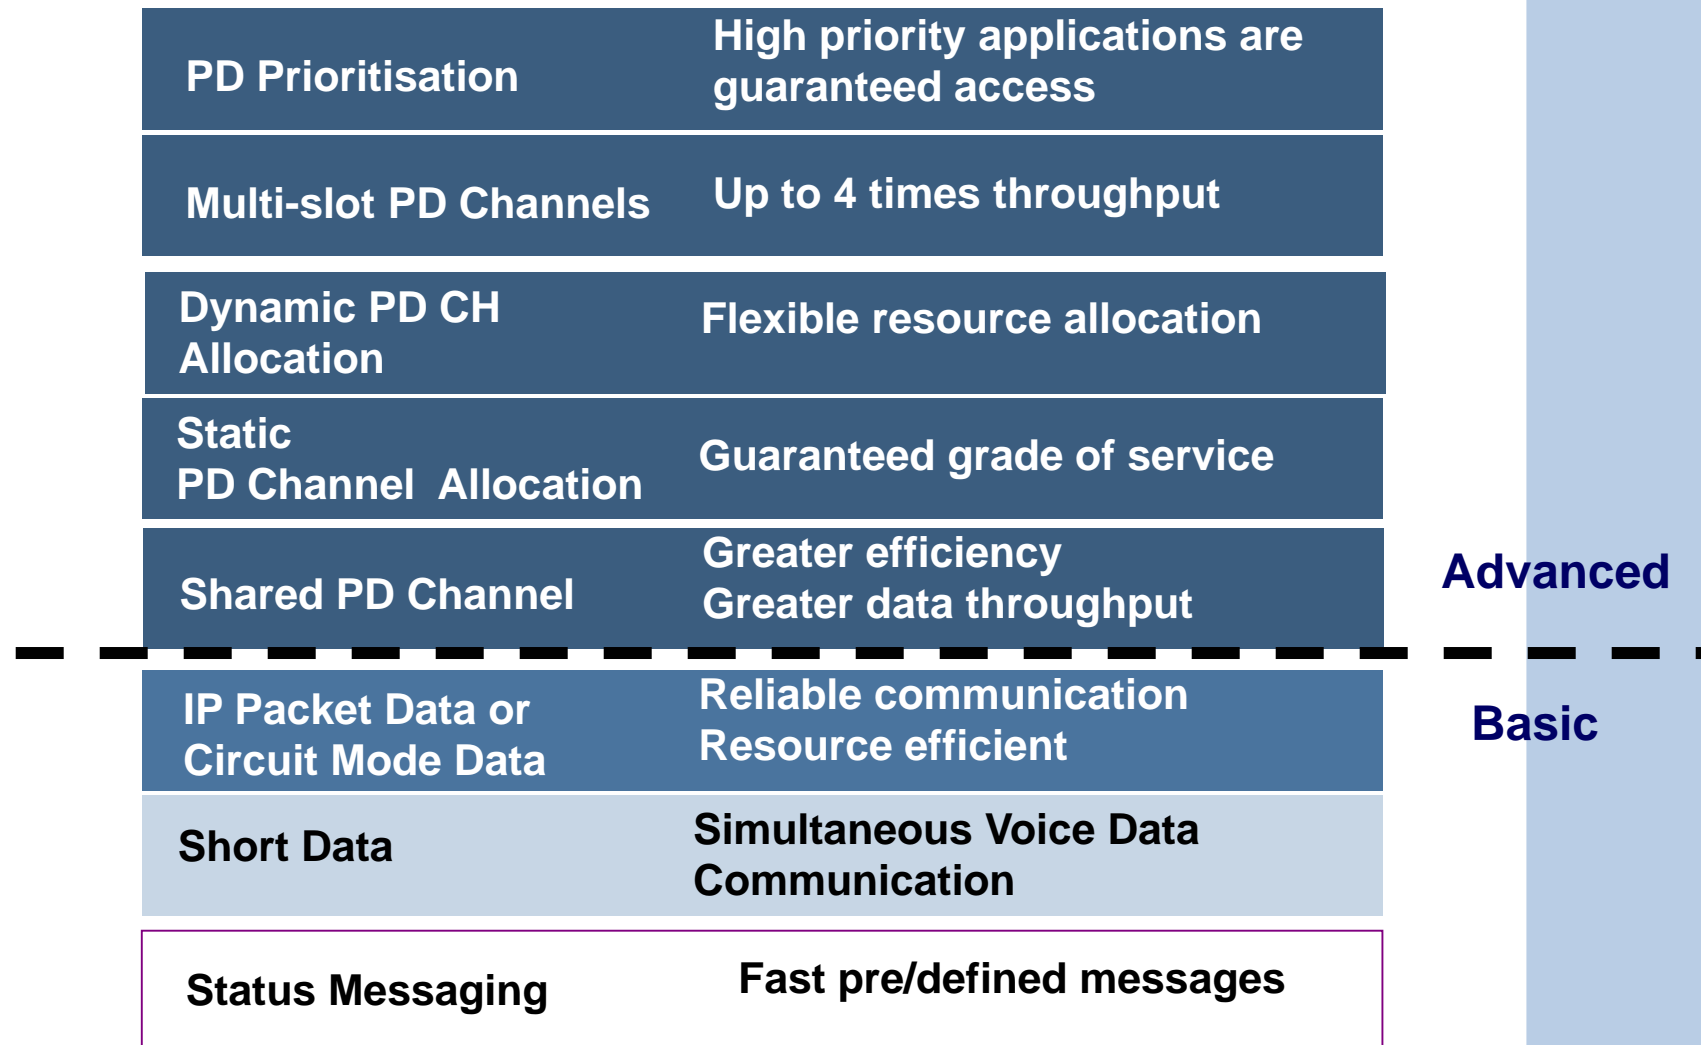 PD Prioritisation
High priority applications are
guaranteed access
Multi-slot PD Channels
Up to 4 times throughput
Dynamic PD CH
Allocation
Flexible resource allocation
Static
PD Channel  Allocation
Guaranteed grade of service
Shared PD Channel
Greater efficiency
Greater data throughput
Advanced
IP Packet Data or
Circuit Mode Data
Reliable communication
Resource efficient
Basic
Short Data
Simultaneous Voice Data
Communication
Status Messaging
Fast pre/defined messages